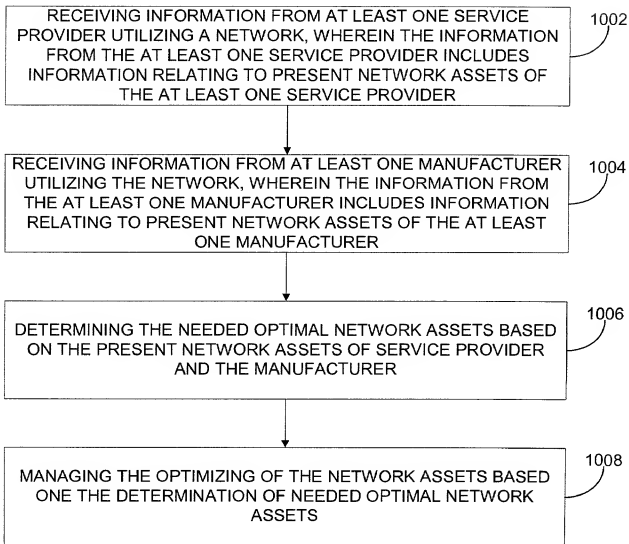 RECEIVING INFORMATION FROM AT LEAST ONE SERVICE
PROVIDER UTILIZING A NETWORK, WHEREIN THE INFORMATION
FROM THE AT LEAST ONE SERVICE PROVIDER INCLUDES
INFORMATION RELATING TO PRESENT NETWORK ASSETS OF
THE AT LEAST ONE SERVICE PROVIDER
1002
RECEIVING INFORMATION FROM AT LEAST ONE MANUFACTURER
UTILIZING THE NETWORK, WHEREIN THE INFORMATION FROM
THE AT LEAST ONE MANUFACTURER INCLUDES INFORMATION
RELATING TO PRESENT NETWORK ASSETS OF THE AT LEAST
ONE MANUFACTURER
1004
DETERMINING THE NEEDED OPTIMAL NETWORK ASSETS BASED
ON THE PRESENT NETWORK ASSETS OF SERVICE PROVIDER
AND THE MANUFACTURER
1006
MANAGING THE OPTIMIZING OF THE NETWORK ASSETS BASED
ONE THE DETERMINATION OF NEEDED OPTIMAL NETWORK
ASSETS
1008